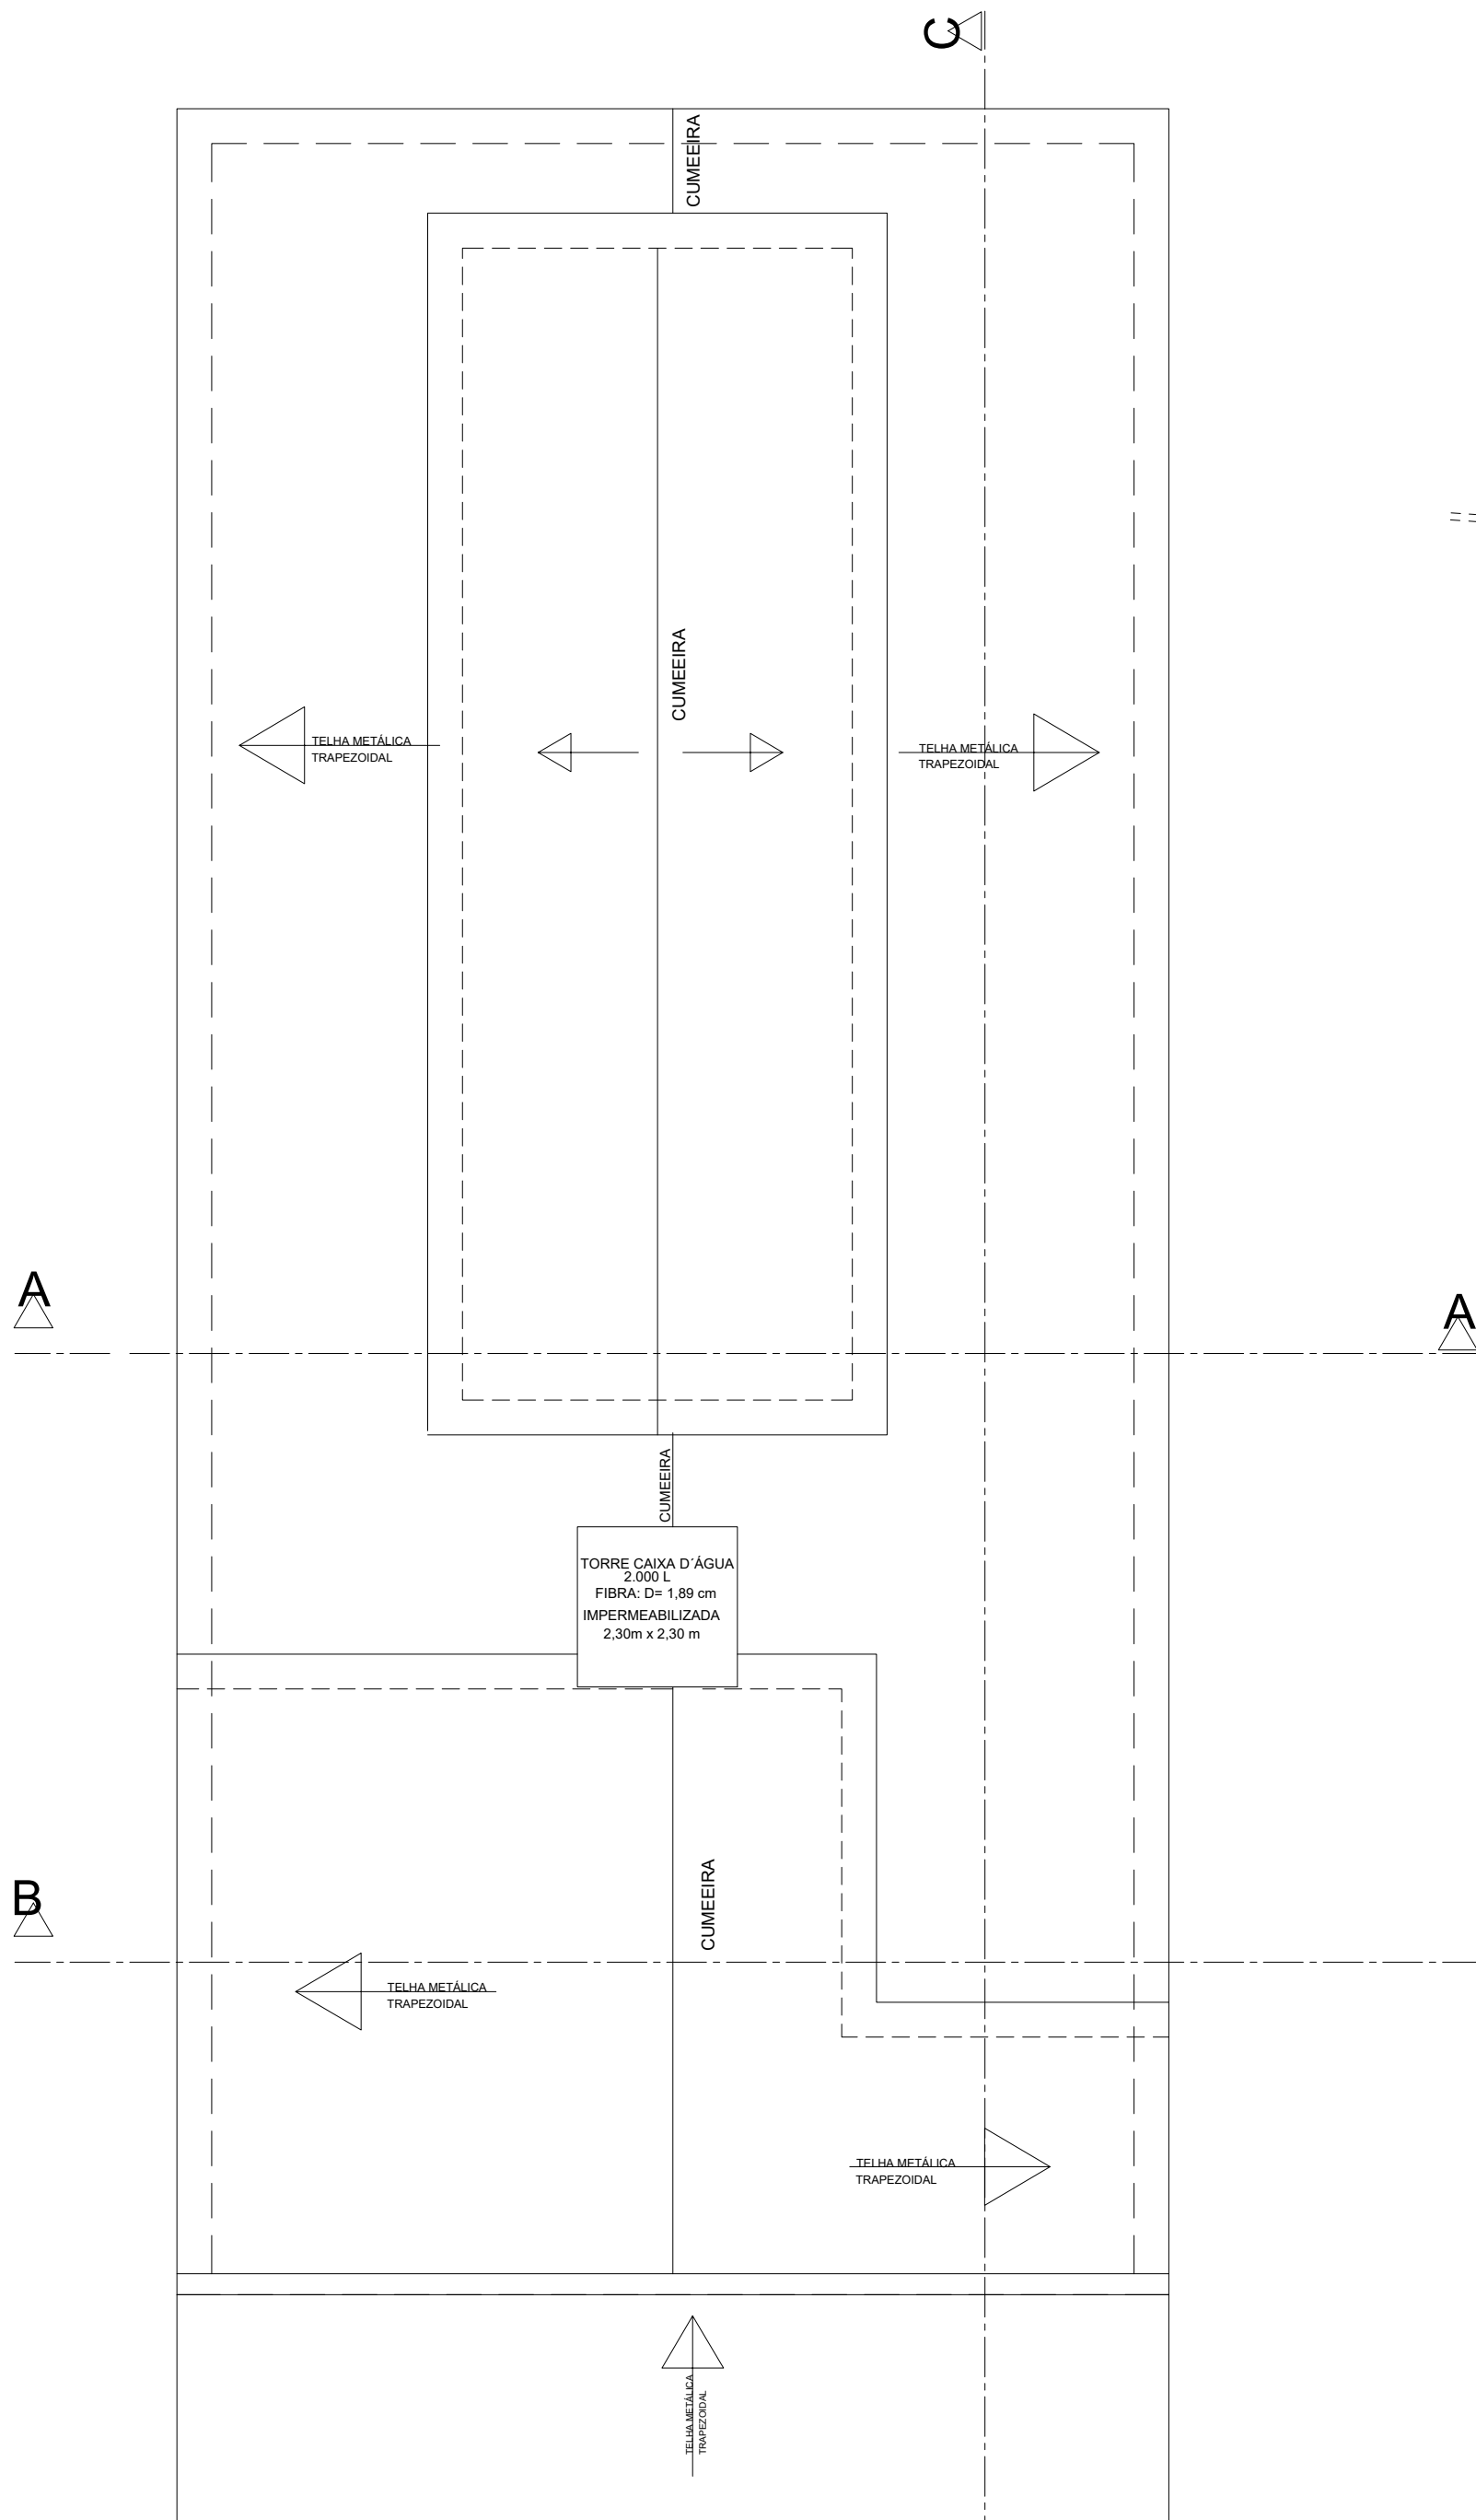 C
CUMEEIRA
CUMEEIRA
TELHA METÁLICA
TRAPEZOIDAL
TELHA METÁLICA
TRAPEZOIDAL
A
A
CUMEEIRA
TORRE CAIXA D´ÁGUA
2.000 L
FIBRA: D= 1,89 cm
IMPERMEABILIZADA
2,30m x 2,30 m
CUMEEIRA
B
TELHA METÁLICA
TRAPEZOIDAL
TELHA METÁLICA
TRAPEZOIDAL
TELHA METÁLICA
TRAPEZOIDAL